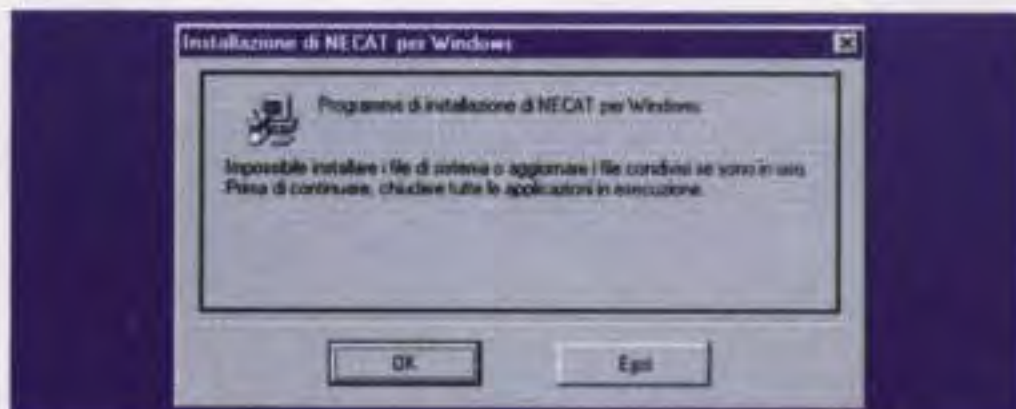 Installazione di NECAT per Windows
Programma di installazione di NECAT per Windows.
Impossibile installare i file di sistema o aggiornare i file condivisi se sono in uso.
Prima di continuare, chiudere tutte le applicazioni in esecuzione.
OK
Esci